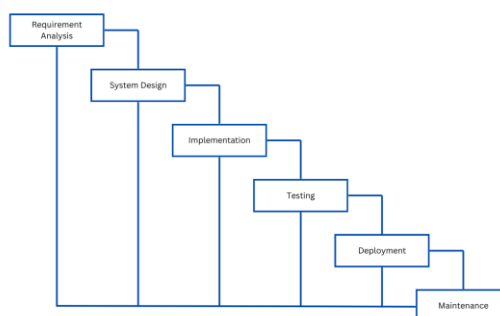 Requirement
Analysis
System Design
Implementation
Testing
Deployment
Maintenance